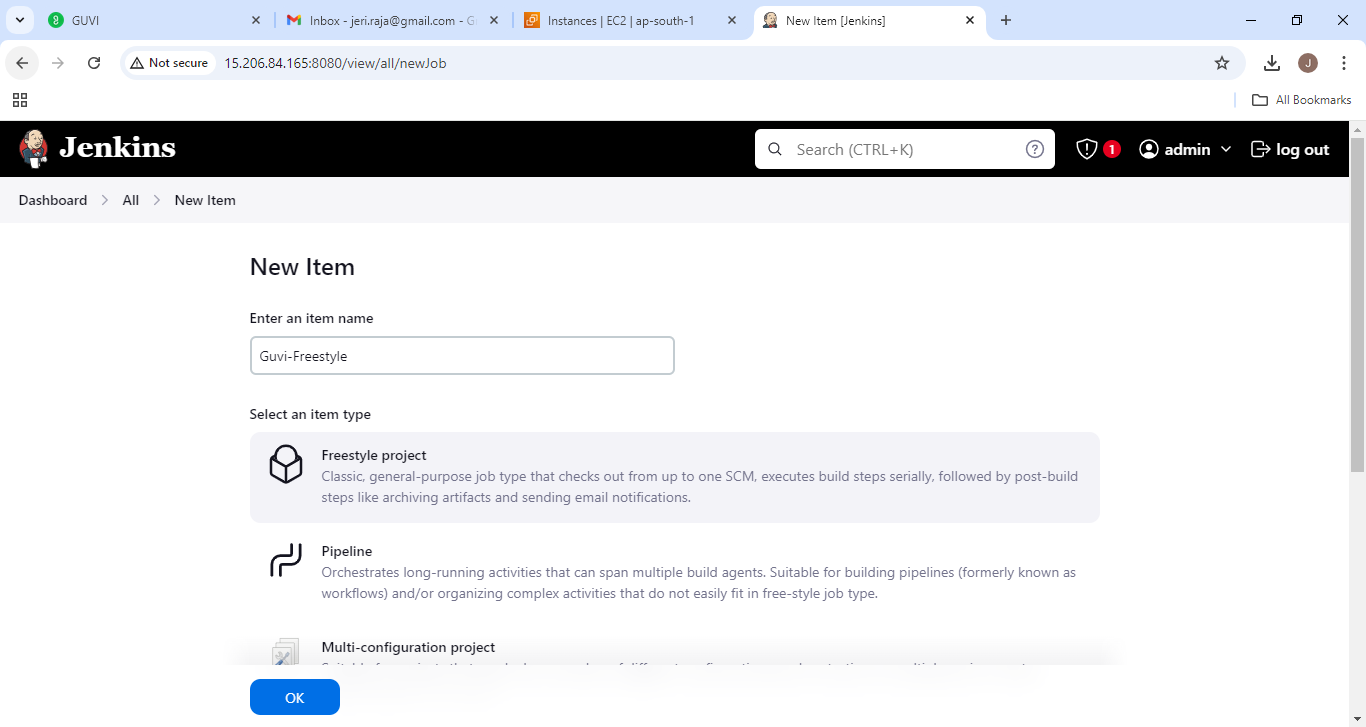 GUVI
Inbox - jeri.raja@gmail.com - G
Instances | EC2 | ap-south-1
New Item [Jenkins]
Not secure
15.206.84.165:8080/view/all/newJob
J
All Bookmarks
Jenkins
Search (CTRL+K)
1
admin
log out
Dashboard
All
New Item
New Item
Enter an item name
Guvi-Freestyle
Select an item type
Freestyle project
Classic, general-purpose job type that checks out from up to one SCM, executes build steps serially, followed by post-build
steps like archiving artifacts and sending email notifications.
Pipeline
Orchestrates long-running activities that can span multiple build agents. Suitable for building pipelines (formerly known as
workflows) and/or organizing complex activities that do not easily fit in free-style job type.
Multi-configuration project
OK